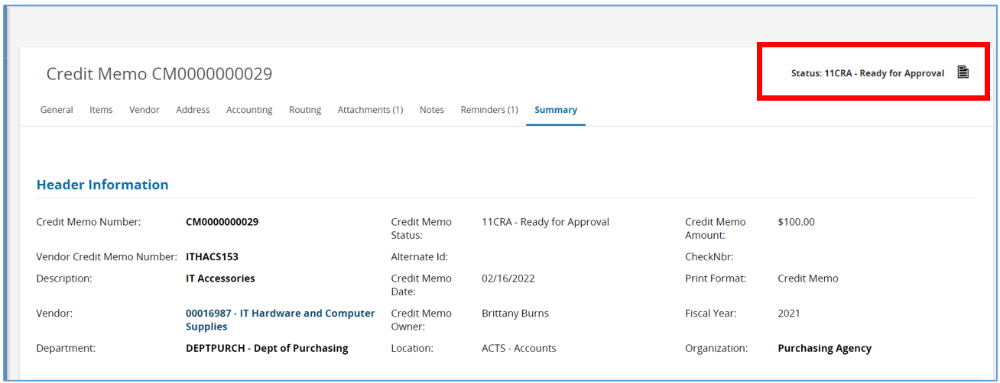 Credit Memo CM0000000029
Status: 11CRA - Ready for Approval
General Items Vendor Address Accounting Routing Attachments (1) Notes Reminders (1) Summary
Header Information
Credit Memo Number: CM0000000029 Credit Memo Status: 11CRA - Ready for Approval Credit Memo Amount: $100.00
Vendor Credit Memo Number: ITHACS153 Alternate Id: CheckNbr:
Description: IT Accessories Credit Memo Date: 02/16/2022 Print Format: Credit Memo
Vendor: 00016987 - IT Hardware and Computer Supplies Credit Memo Owner: Brittany Burns Fiscal Year: 2021
Department: DEPTPURCH - Dept of Purchasing Location: ACTS - Accounts Organization: Purchasing Agency